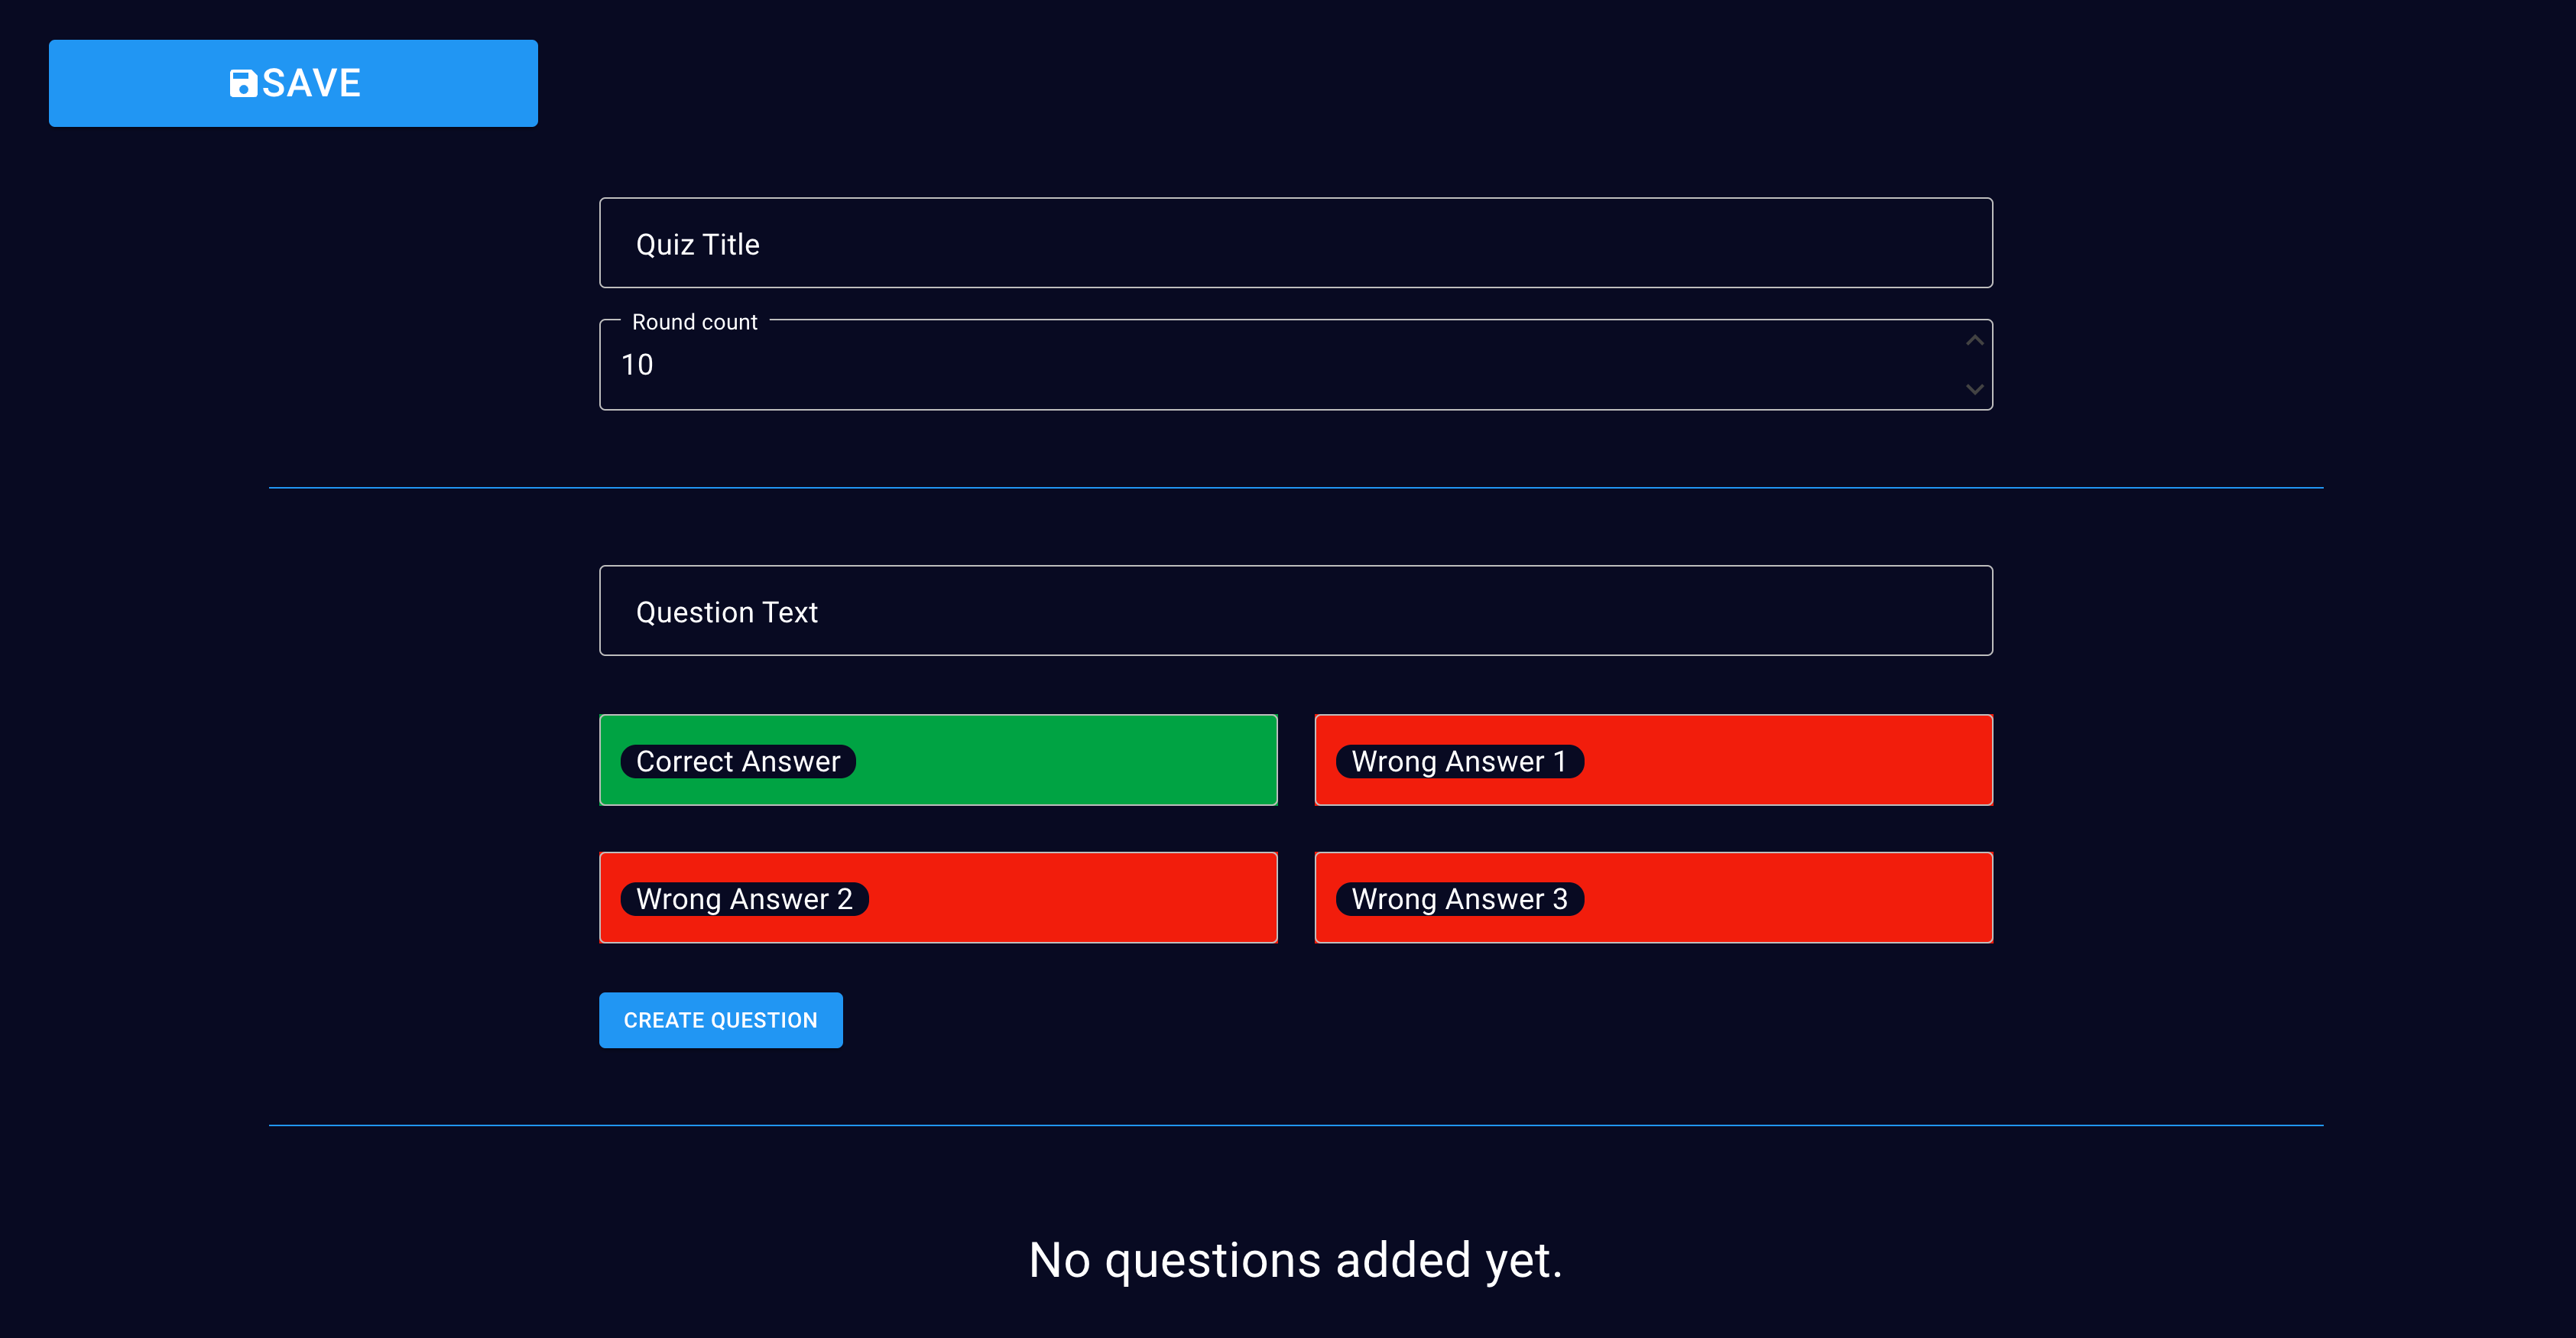 SAVE
Quiz Title
Round count
10
Question Text
Correct Answer
Wrong Answer 1
Wrong Answer 2
Wrong Answer 3
CREATE QUESTION
No questions added yet.